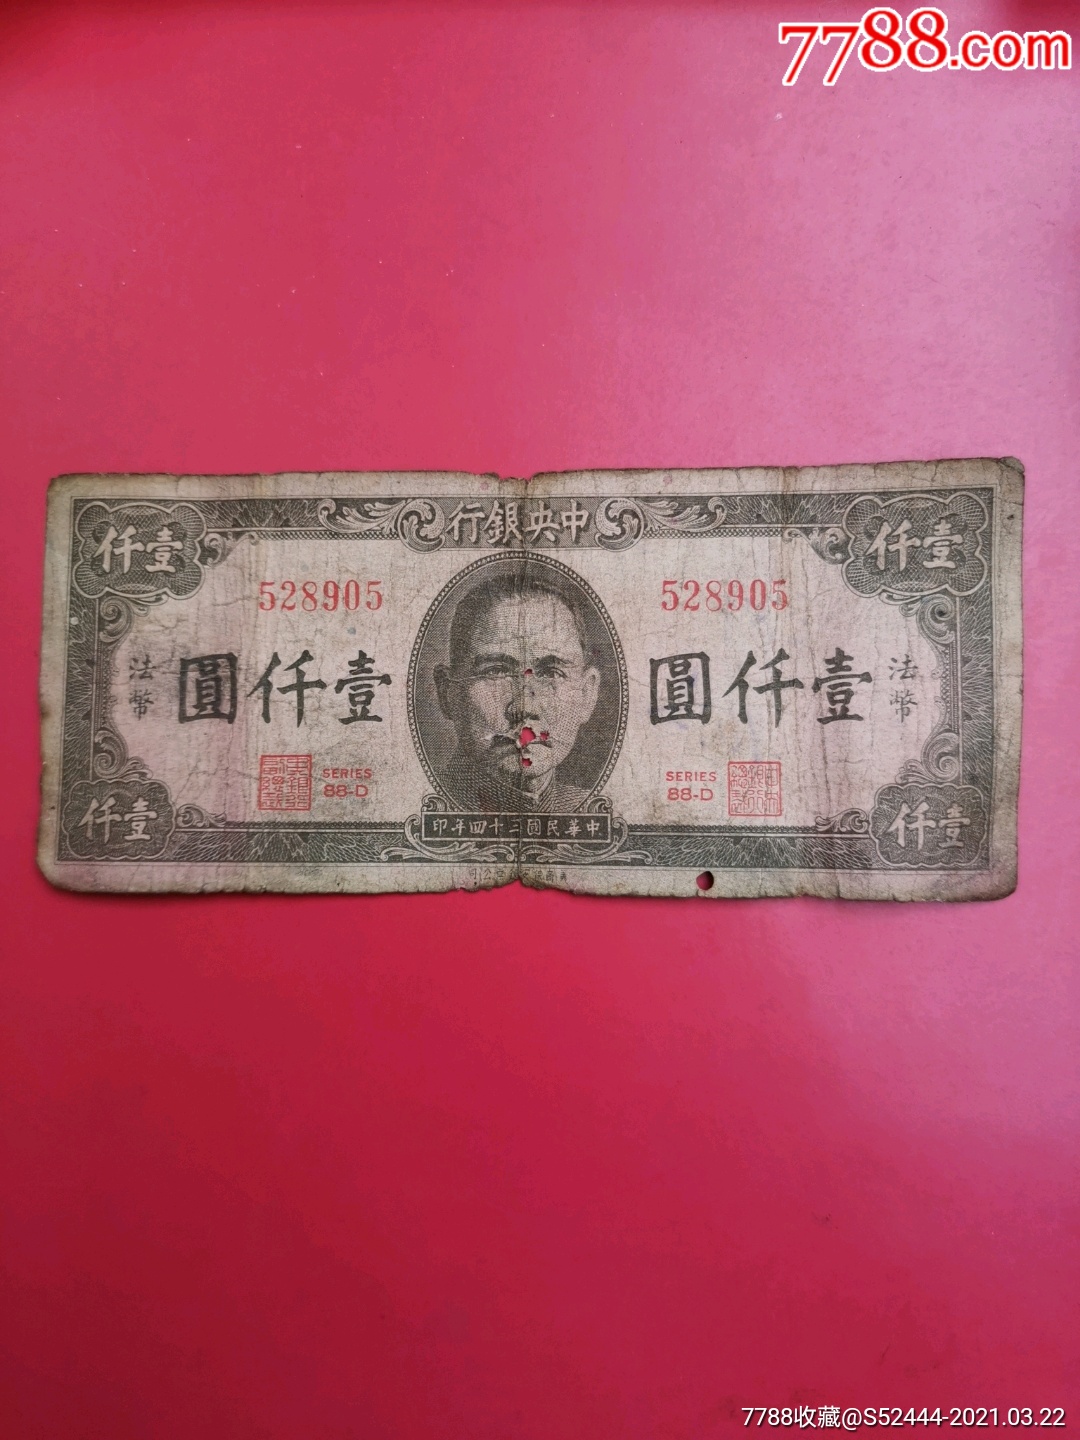 7788.com
中央銀行
壹仟
壹仟
528905
528905
法幣
壹仟圓
壹仟圓
法幣
SERIES
88-D
SERIES
88-D
壹仟
中華民國三十四年印
壹仟
7788收藏@S52444-2021.03.22